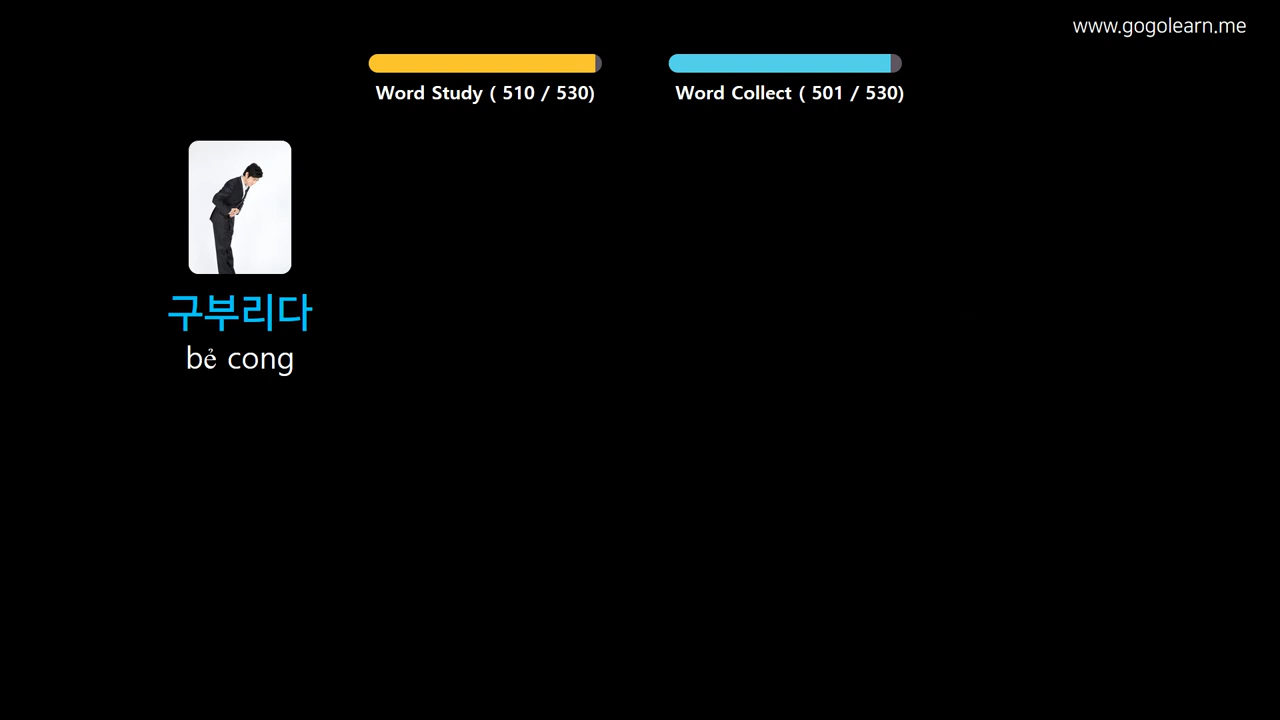 www.gogolearn.me
Word Study ( 510 / 530)
Word Collect ( 501 / 530)
구부리다
bẻ cong